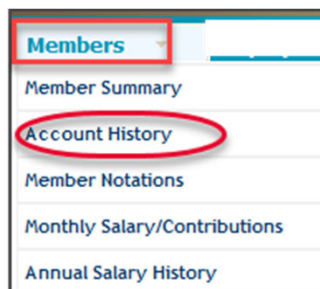 Members
Member Summary
Account History
Member Notations
Monthly Salary/Contributions
Annual Salary History